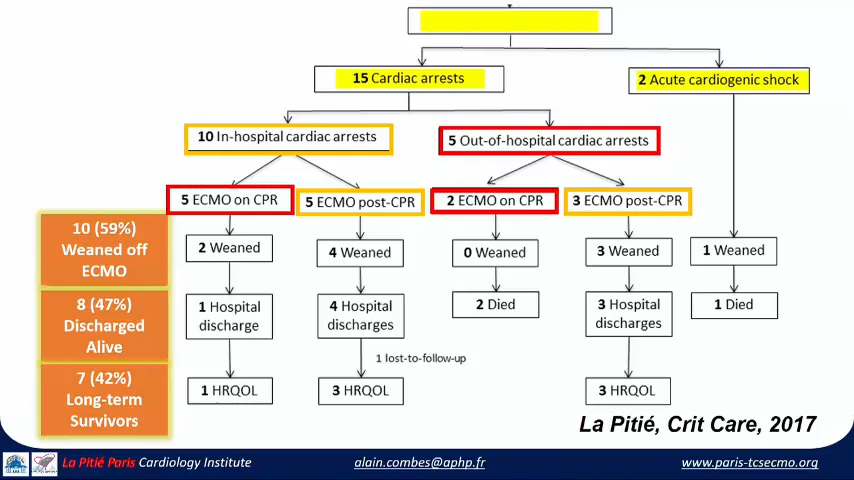 15 Cardiac arrests
2 Acute cardiogenic shock
10 In-hospital cardiac arrests
5 Out-of-hospital cardiac arrests
5 ECMO on CPR
5 ECMO post-CPR
2 ECMO on CPR
3 ECMO post-CPR
10 (59%)
Weaned off
ECMO
2 Weaned
4 Weaned
0 Weaned
3 Weaned
1 Weaned
8 (47%)
Discharged
Alive
1 Hospital
discharge
4 Hospital
discharges
2 Died
3 Hospital
discharges
1 Died
1 lost-to-follow-up
7 (42%)
Long-term
Survivors
1 HRQOL
3 HRQOL
3 HRQOL
La Pitié, Crit Care, 2017
La Pitié Paris Cardiology Institute
alain.combes@aphp.fr
www.paris-tcsecmo.org